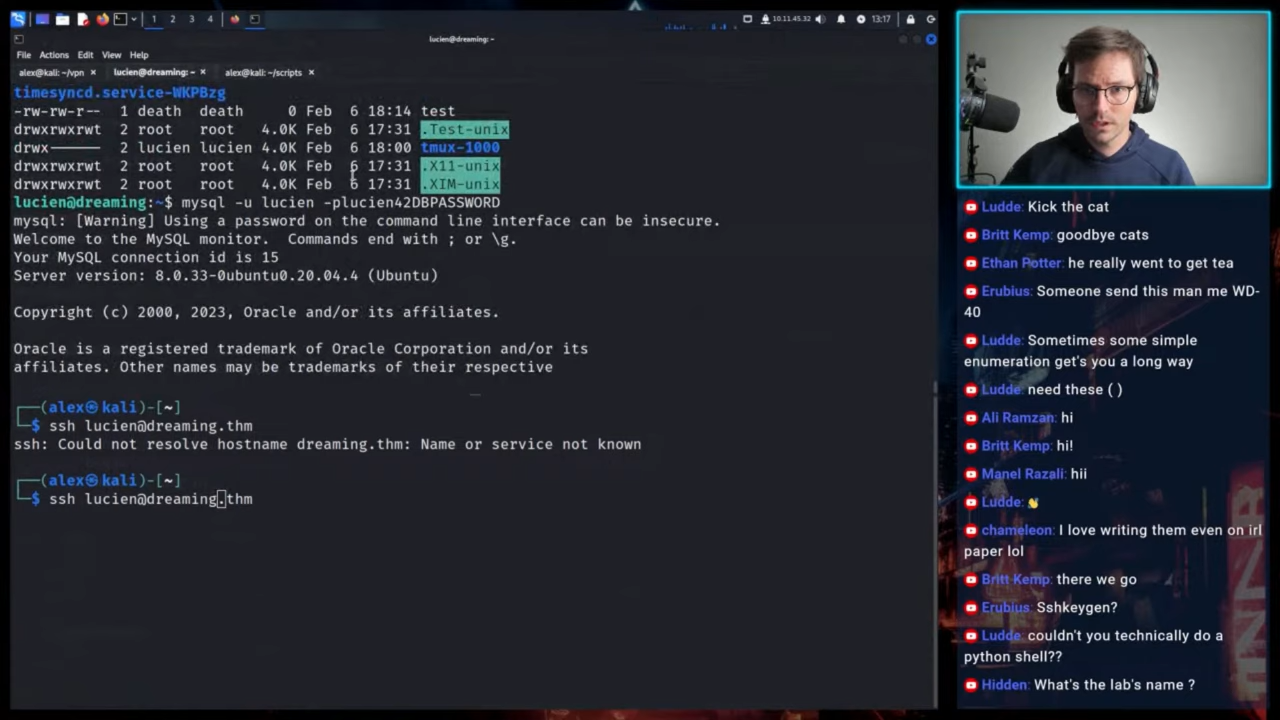 1 2 3 4
10.11.45.32
13:17
lucien@dreaming: ~
File Actions Edit View Help
alex@kali: ~/vpn × lucien@dreaming: ~ × alex@kali: ~/scripts ×
timesyncd.service-WKPBzg
-rw-rw-r-- 1 death death 0 Feb 6 18:14 test
drwxrwxrwt 2 root root 4.0K Feb 6 17:31 .Test-unix
drwx------ 2 lucien lucien 4.0K Feb 6 18:00 tmux-1000
drwxrwxrwt 2 root root 4.0K Feb 6 17:31 .X11-unix
drwxrwxrwt 2 root root 4.0K Feb 6 17:31 .XIM-unix
lucien@dreaming:~$ mysql -u lucien -plucien42DBPASSWORD
mysql: [Warning] Using a password on the command line interface can be insecure.
Welcome to the MySQL monitor. Commands end with ; or \g.
Your MySQL connection id is 15
Server version: 8.0.33-0ubuntu0.20.04.4 (Ubuntu)
Copyright (c) 2000, 2023, Oracle and/or its affiliates.
Oracle is a registered trademark of Oracle Corporation and/or its
affiliates. Other names may be trademarks of their respective
┌──(alex㉿kali)-[~]
└─$ ssh lucien@dreaming.thm
ssh: Could not resolve hostname dreaming.thm: Name or service not known
┌──(alex㉿kali)-[~]
└─$ ssh lucien@dreaming.thm
Ludde: Kick the cat
Britt Kemp: goodbye cats
Ethan Potter: he really went to get tea
Erubius: Someone send this man me WD-
40
Ludde: Sometimes some simple
enumeration get's you a long way
Ludde: need these ( )
Ali Ramzan: hi
Britt Kemp: hi!
Manel Razali: hii
Ludde: 👋
chameleon: I love writing them even on irl
paper lol
Britt Kemp: there we go
Erubius: Sshkeygen?
Ludde: couldn't you technically do a
python shell??
Hidden: What's the lab's name ?